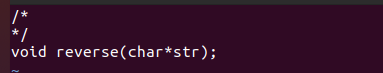 /*
*/
void reverse(char*str);
~